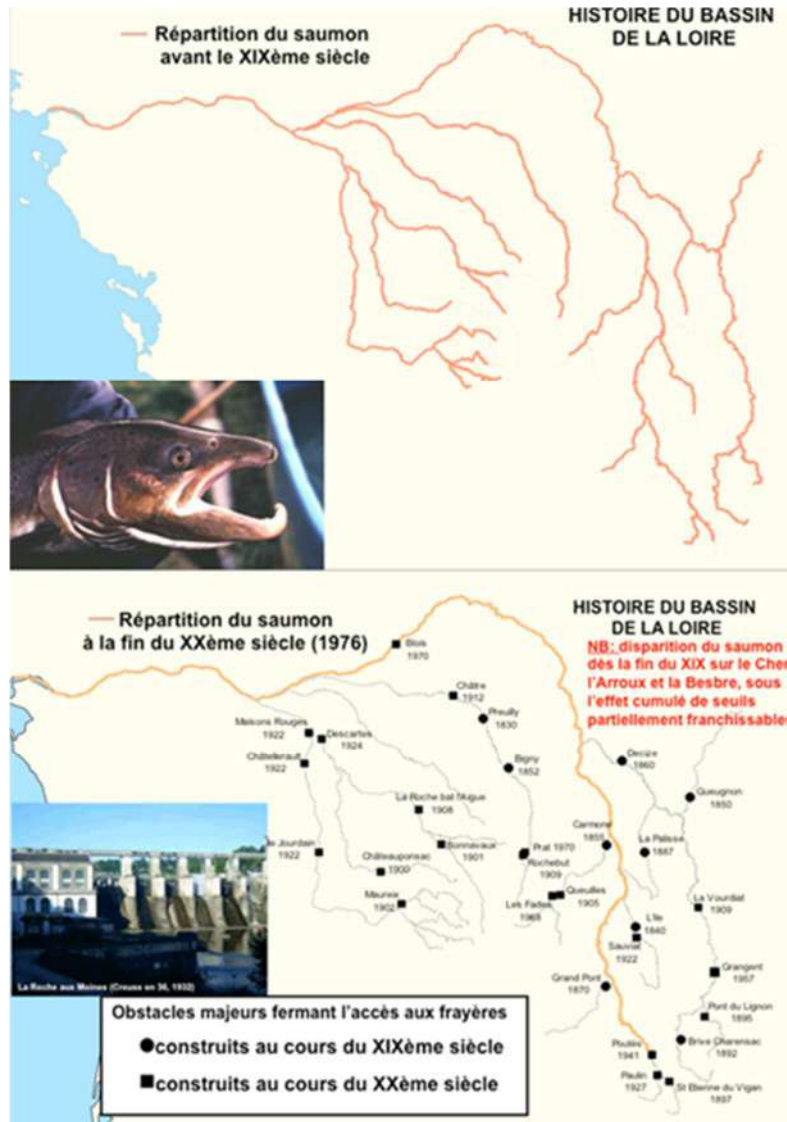 Répartition du saumon
avant le XIXème siècle
HISTOIRE DU BASSIN
DE LA LOIRE
Répartition du saumon
à la fin du XXème siècle (1976)
HISTOIRE DU BASSIN
DE LA LOIRE
NB: disparition du saumon
dès la fin du XIX sur le Cher
l'Arroux et la Besbre, sous
l'effet cumulé de seuils
partiellement franchissables
Blois
1970
Châtre
1912
Preuilly
1830
Maisons Rouges
1922
Descartes
1924
Châtellerault
1922
Bigny
1852
Decize
1860
Gueugnon
1850
La Roche bat l'Aigue
1908
Carmoné
1855
La Palisse
1887
Jourdain
1922
Bonnavaux
1901
Prat 1970
Rochebut
1909
Châteauponsac
1900
Maureix
1902
Les Fades
1968
Queuilles
1905
La Vourdiat
1909
L'Ile
1840
Sauviat
1922
Grangent
1957
Grand Pont
1870
Pont du Lignon
1895
Brive Charensac
1892
Poutès
1941
Paulin
1927
St Etienne du Vigan
1897
La Roche aux Moines (Creuse en 36, 1932)
Obstacles majeurs fermant l'accès aux frayères
construits au cours du XIXème siècle
construits au cours du XXème siècle